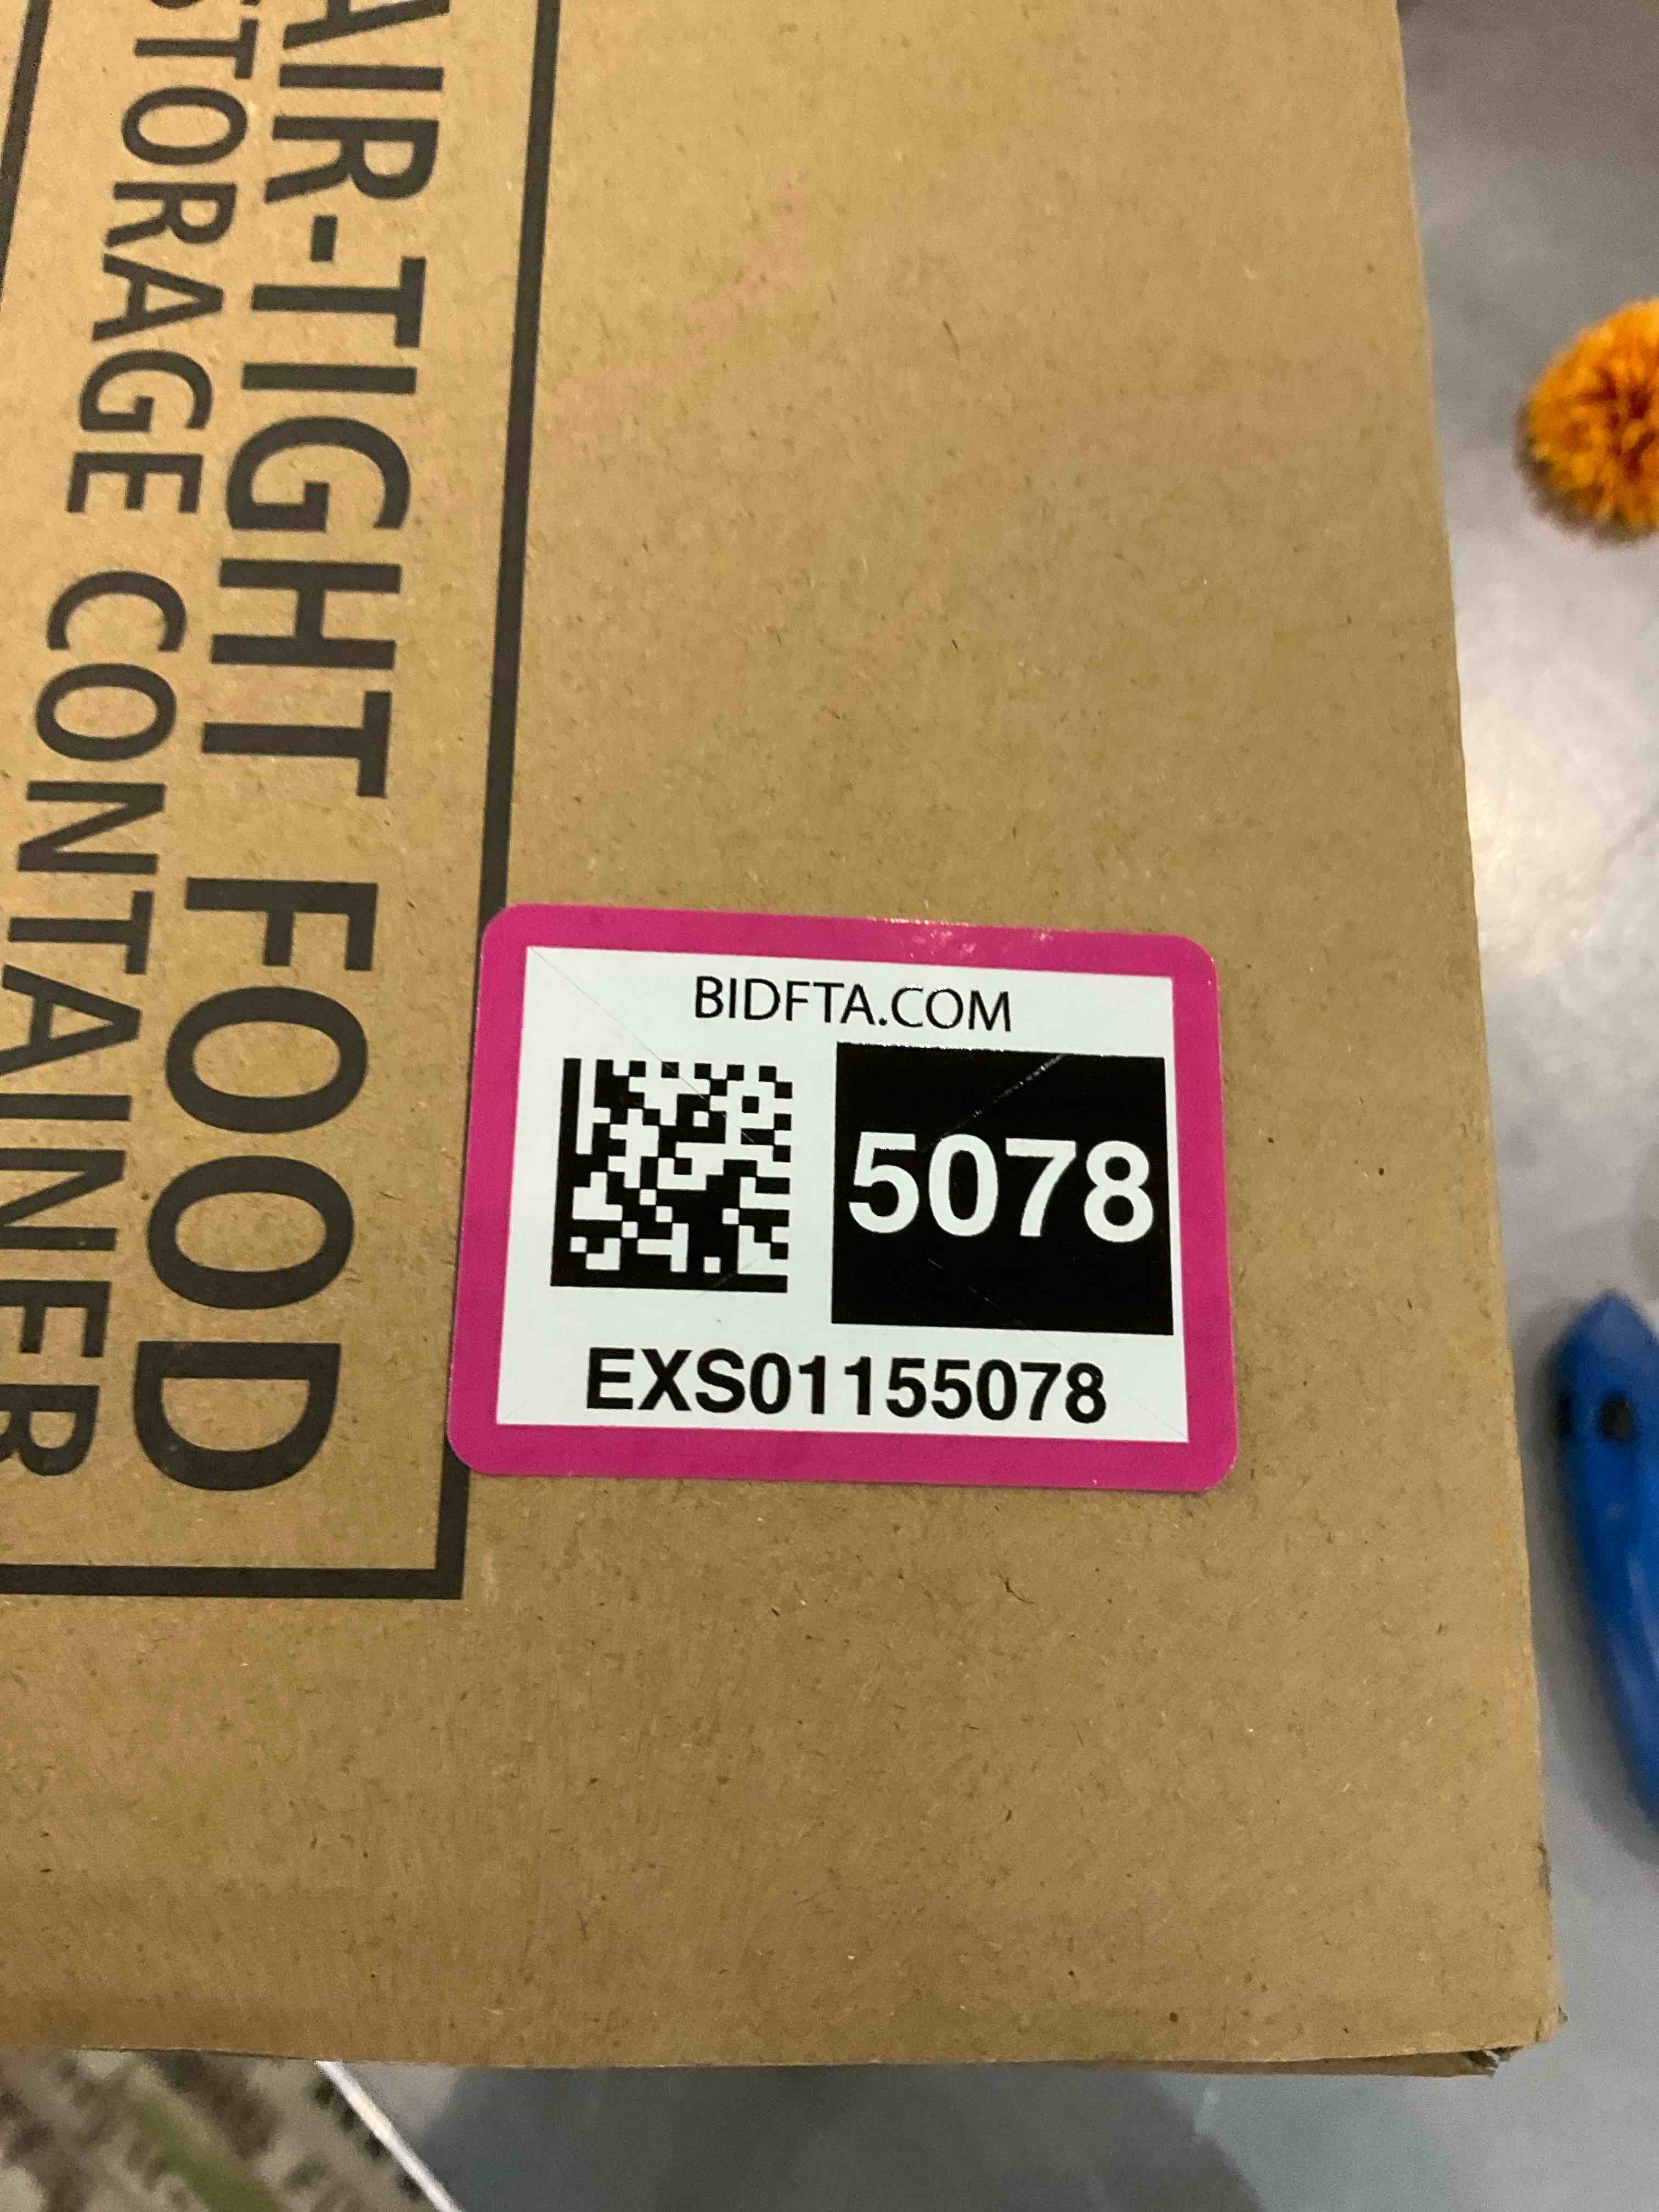 AIR-TIGHT FOOD
STORAGE CONTAINER
BIDFTA.COM
5078
EXS01155078